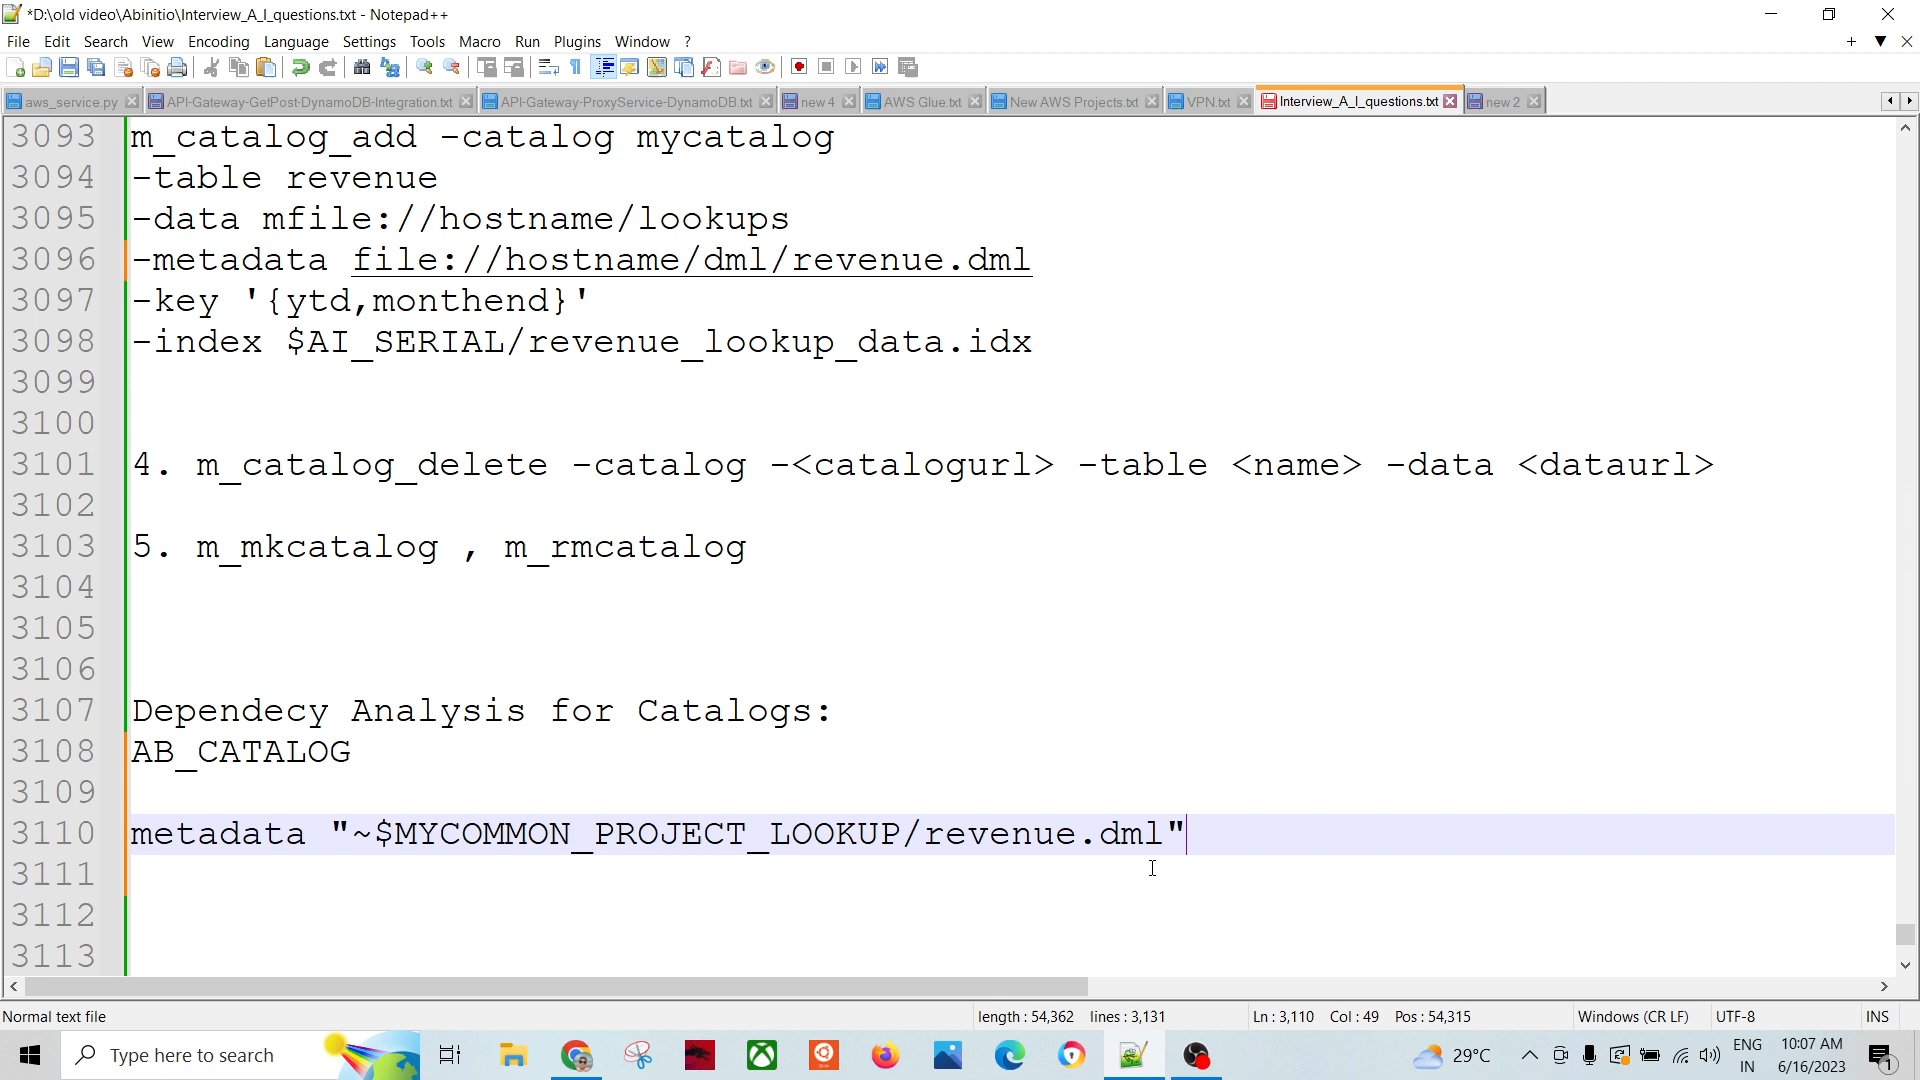 *D:\old video\Abinitio\Interview_A_I_questions.txt - Notepad++
File Edit Search View Encoding Language Settings Tools Macro Run Plugins Window ?
aws_service.py API-Gateway-GetPost-DynamoDB-Integration.txt API-Gateway-ProxyService-DynamoDB.txt new 4 AWS Glue.txt New AWS Projects.txt VPN.txt Interview_A_I_questions.txt new 2
3093 m_catalog_add -catalog mycatalog
3094 -table revenue
3095 -data mfile://hostname/lookups
3096 -metadata file://hostname/dml/revenue.dml
3097 -key '{ytd,monthend}'
3098 -index $AI_SERIAL/revenue_lookup_data.idx
3099
3100
3101 4. m_catalog_delete -catalog -<catalogurl> -table <name> -data <dataurl>
3102
3103 5. m_mkcatalog , m_rmcatalog
3104
3105
3106
3107 Dependecy Analysis for Catalogs:
3108 AB_CATALOG
3109
3110 metadata "~$MYCOMMON_PROJECT_LOOKUP/revenue.dml"
3111
3112
3113
Normal text file length : 54,362 lines : 3,131 Ln : 3,110 Col : 49 Pos : 54,315 Windows (CR LF) UTF-8 INS
Type here to search 29°C ENG IN 10:07 AM 6/16/2023 1